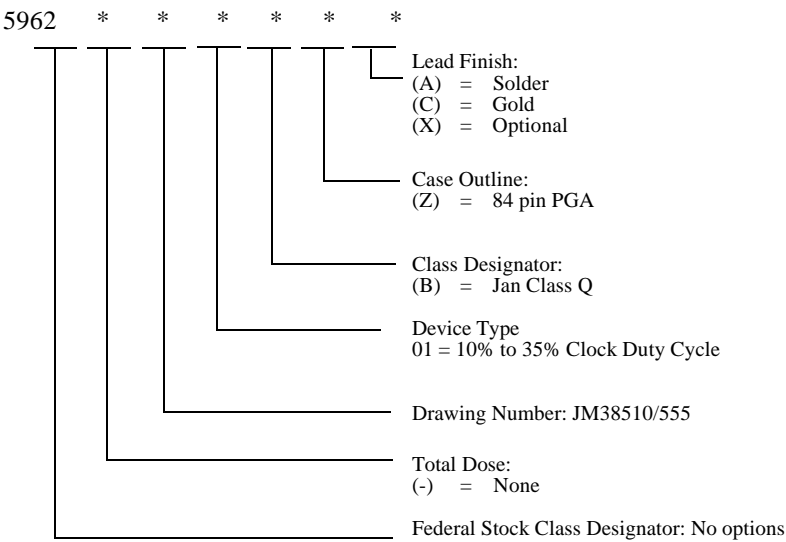 5962 * * * * * *
Lead Finish:
(A) = Solder
(C) = Gold
(X) = Optional
Case Outline:
(Z) = 84 pin PGA
Class Designator:
(B) = Jan Class Q
Device Type
01 = 10% to 35% Clock Duty Cycle
Drawing Number: JM38510/555
Total Dose:
(-) = None
Federal Stock Class Designator: No options